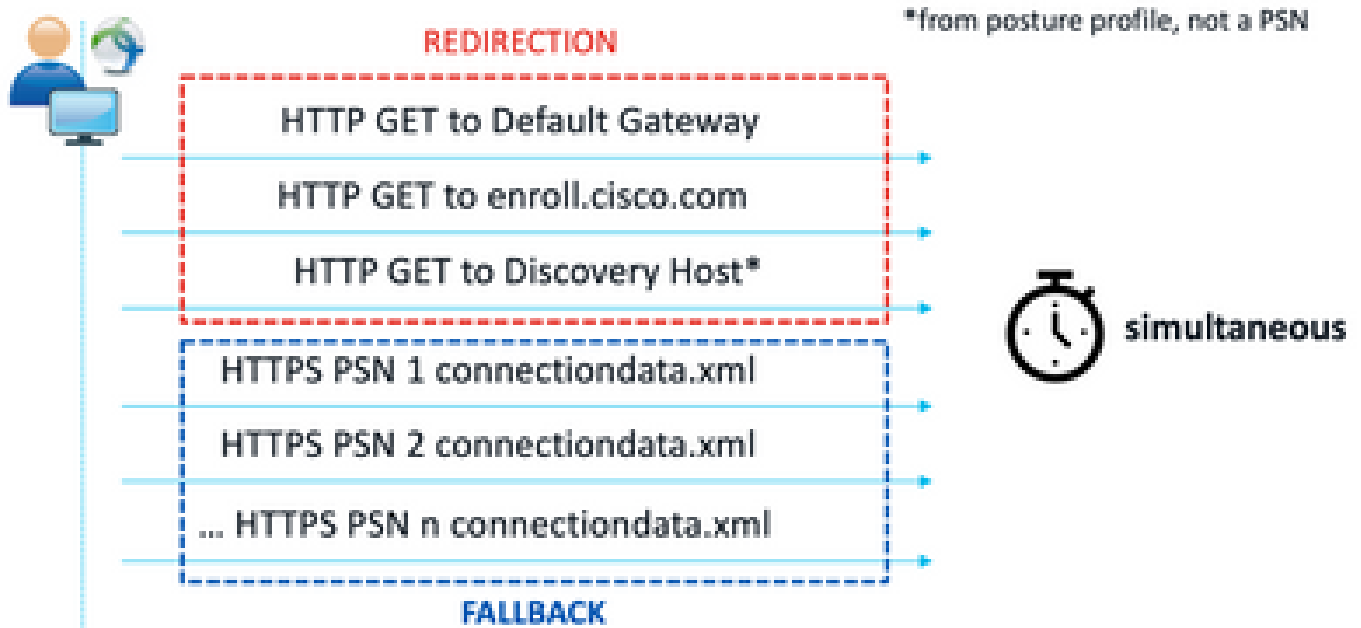 *from posture profile, not a PSN
REDIRECTION
HTTP GET to Default Gateway
HTTP GET to enroll.cisco.com
HTTP GET to Discovery Host*
simultaneous
HTTPS PSN 1 connectiondata.xml
HTTPS PSN 2 connectiondata.xml
... HTTPS PSN n connectiondata.xml
FALLBACK